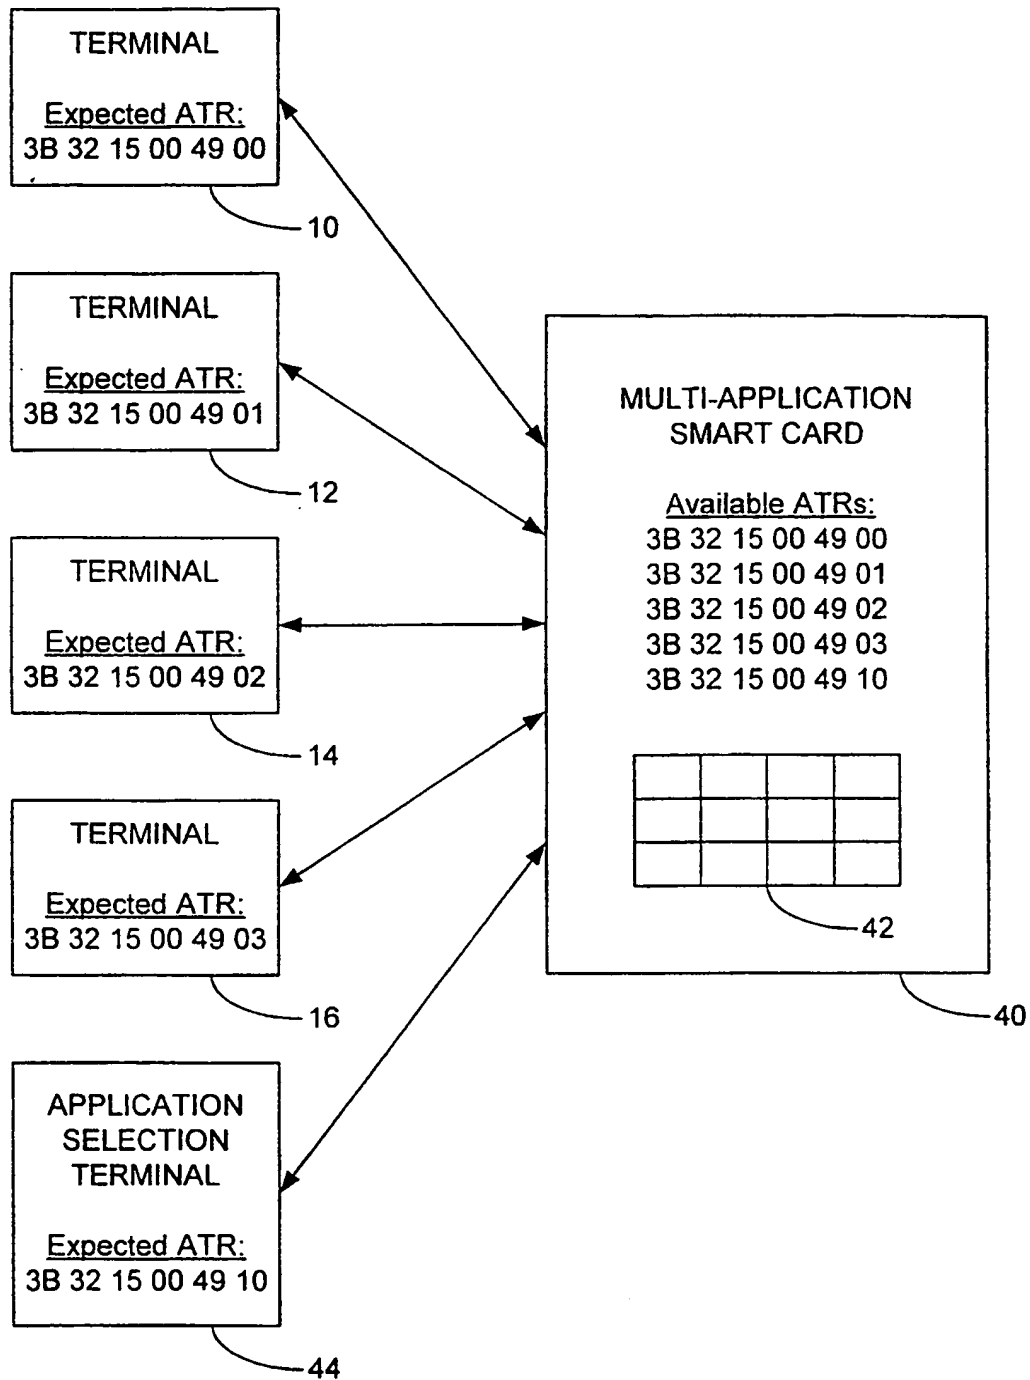 TERMINAL
Expected ATR:
3B 32 15 00 49 00
10
TERMINAL
Expected ATR:
3B 32 15 00 49 01
12
TERMINAL
Expected ATR:
3B 32 15 00 49 02
14
TERMINAL
Expected ATR:
3B 32 15 00 49 03
16
APPLICATION
SELECTION
TERMINAL
Expected ATR:
3B 32 15 00 49 10
44
MULTI-APPLICATION
SMART CARD
Available ATRs:
3B 32 15 00 49 00
3B 32 15 00 49 01
3B 32 15 00 49 02
3B 32 15 00 49 03
3B 32 15 00 49 10
42
40